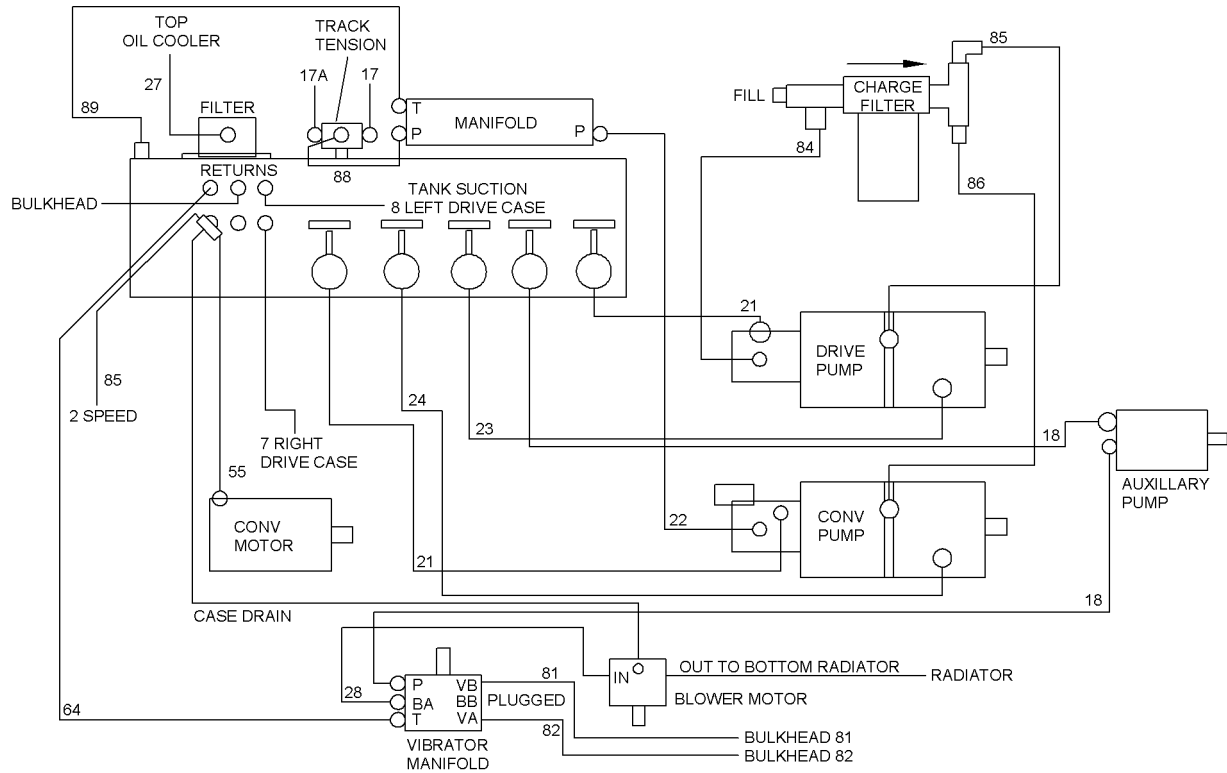 TOP
OIL COOLER
TRACK
TENSION
85
27
17A
17
89
FILTER
FILL
CHARGE
FILTER
T
MANIFOLD
P
P
84
88
86
RETURNS
BULKHEAD
TANK SUCTION
8 LEFT DRIVE CASE
21
DRIVE
PUMP
85
24
2 SPEED
23
18
7 RIGHT
DRIVE CASE
55
AUXILLARY
PUMP
CONV
MOTOR
22
CONV
PUMP
21
CASE DRAIN
18
OUT TO BOTTOM RADIATOR
RADIATOR
IN
P
VB
81
28
BA
BB
PLUGGED
BLOWER MOTOR
64
T
VA
82
VIBRATOR
MANIFOLD
BULKHEAD 81
BULKHEAD 82